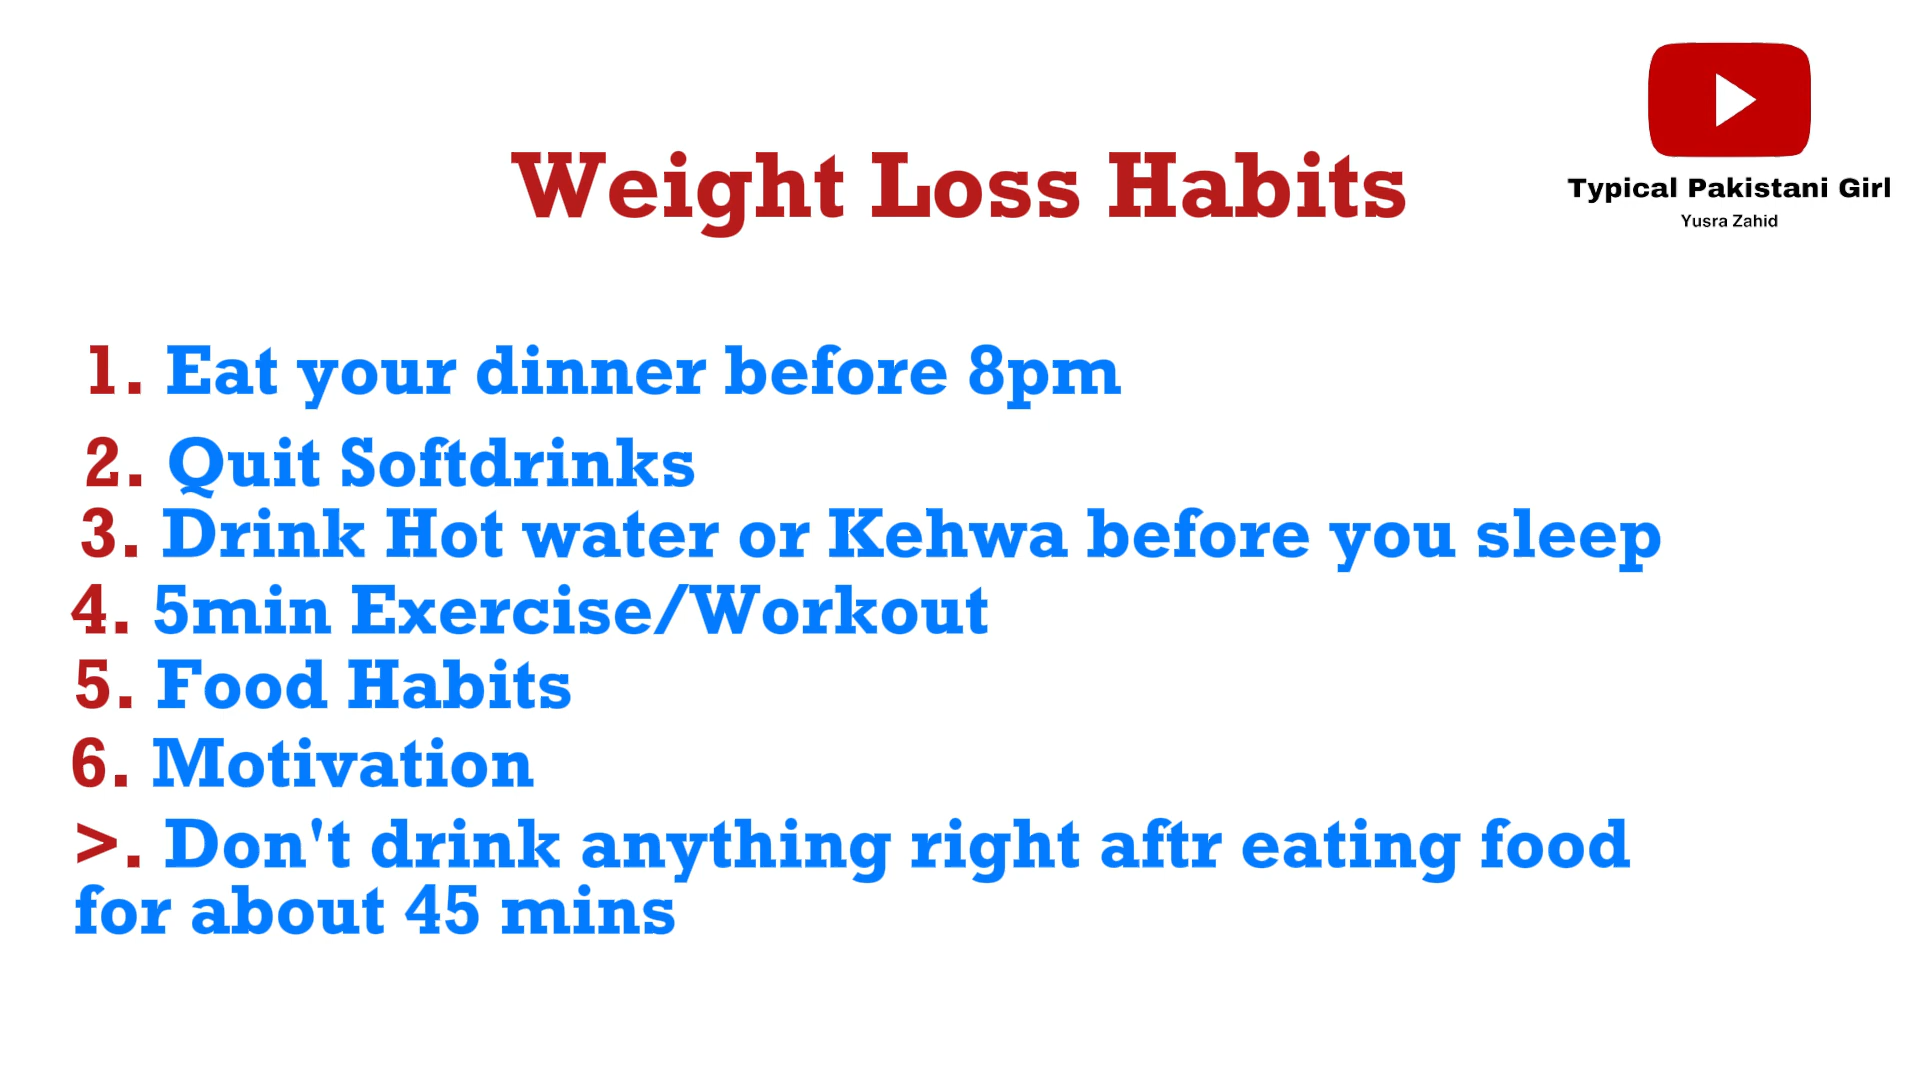 Typical Pakistani Girl
Yusra Zahid
Weight Loss Habits
1. Eat your dinner before 8pm
2. Quit Softdrinks
3. Drink Hot water or Kehwa before you sleep
4. 5min Exercise/Workout
5. Food Habits
6. Motivation
>. Don't drink anything right aftr eating food
for about 45 mins